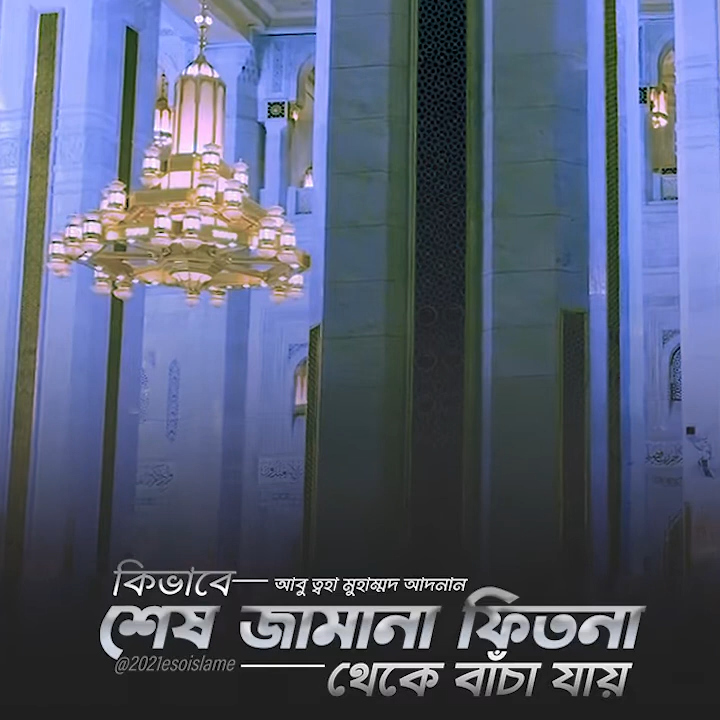 কিভাবে
আবু ত্বহা মুহাম্মদ আদনান
শেষ জামানা ফিতনা
@2021esoislame
থেকে বাঁচা যায়